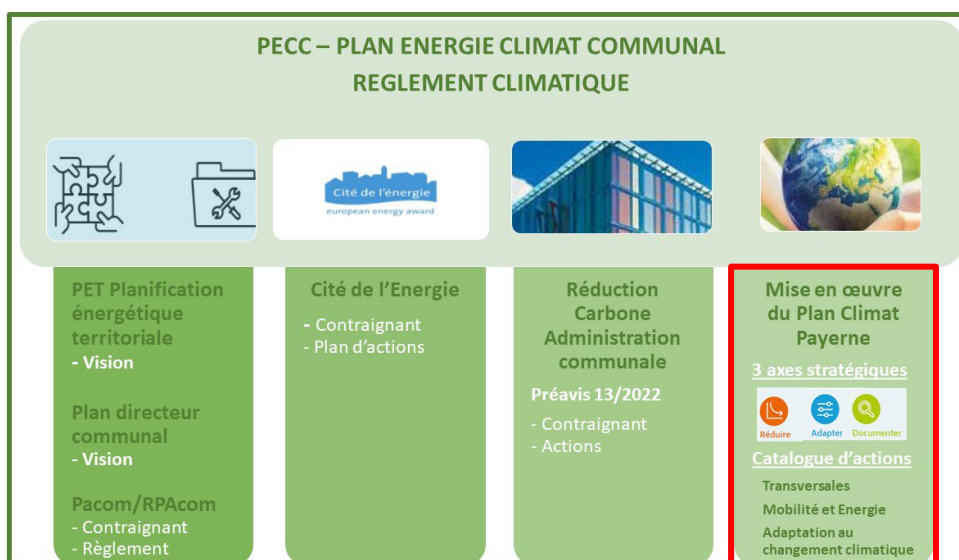 PECC – PLAN ENERGIE CLIMAT COMMUNAL
REGLEMENT CLIMATIQUE
Cité de l'énergie
european energy award
PET Planification
énergétique
territoriale
- Vision
Plan directeur
communal
- Vision
Pacom/RPAcom
- Contraignant
- Règlement
Cité de l'Energie
- Contraignant
- Plan d'actions
Réduction
Carbone
Administration
communale
Préavis 13/2022
- Contraignant
- Actions
Mise en œuvre
du Plan Climat
Payerne
3 axes stratégiques
Réduire Adapter Documenter
Catalogue d'actions
Transversales
Mobilité et Energie
Adaptation au
changement climatique